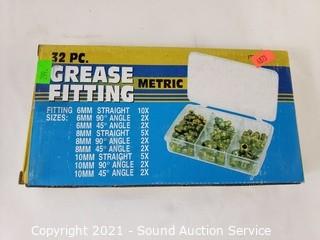 32 PC.
GREASE
FITTING
METRIC
FITTING 6MM STRAIGHT 10X
SIZES: 6MM 90° ANGLE 2X
6MM 45° ANGLE 2X
8MM STRAIGHT 5X
8MM 90° ANGLE 2X
8MM 45° ANGLE 2X
10MM STRAIGHT 5X
10MM 90° ANGLE 2X
10MM 45° ANGLE 2X
Copyright 2021 - Sound Auction Service